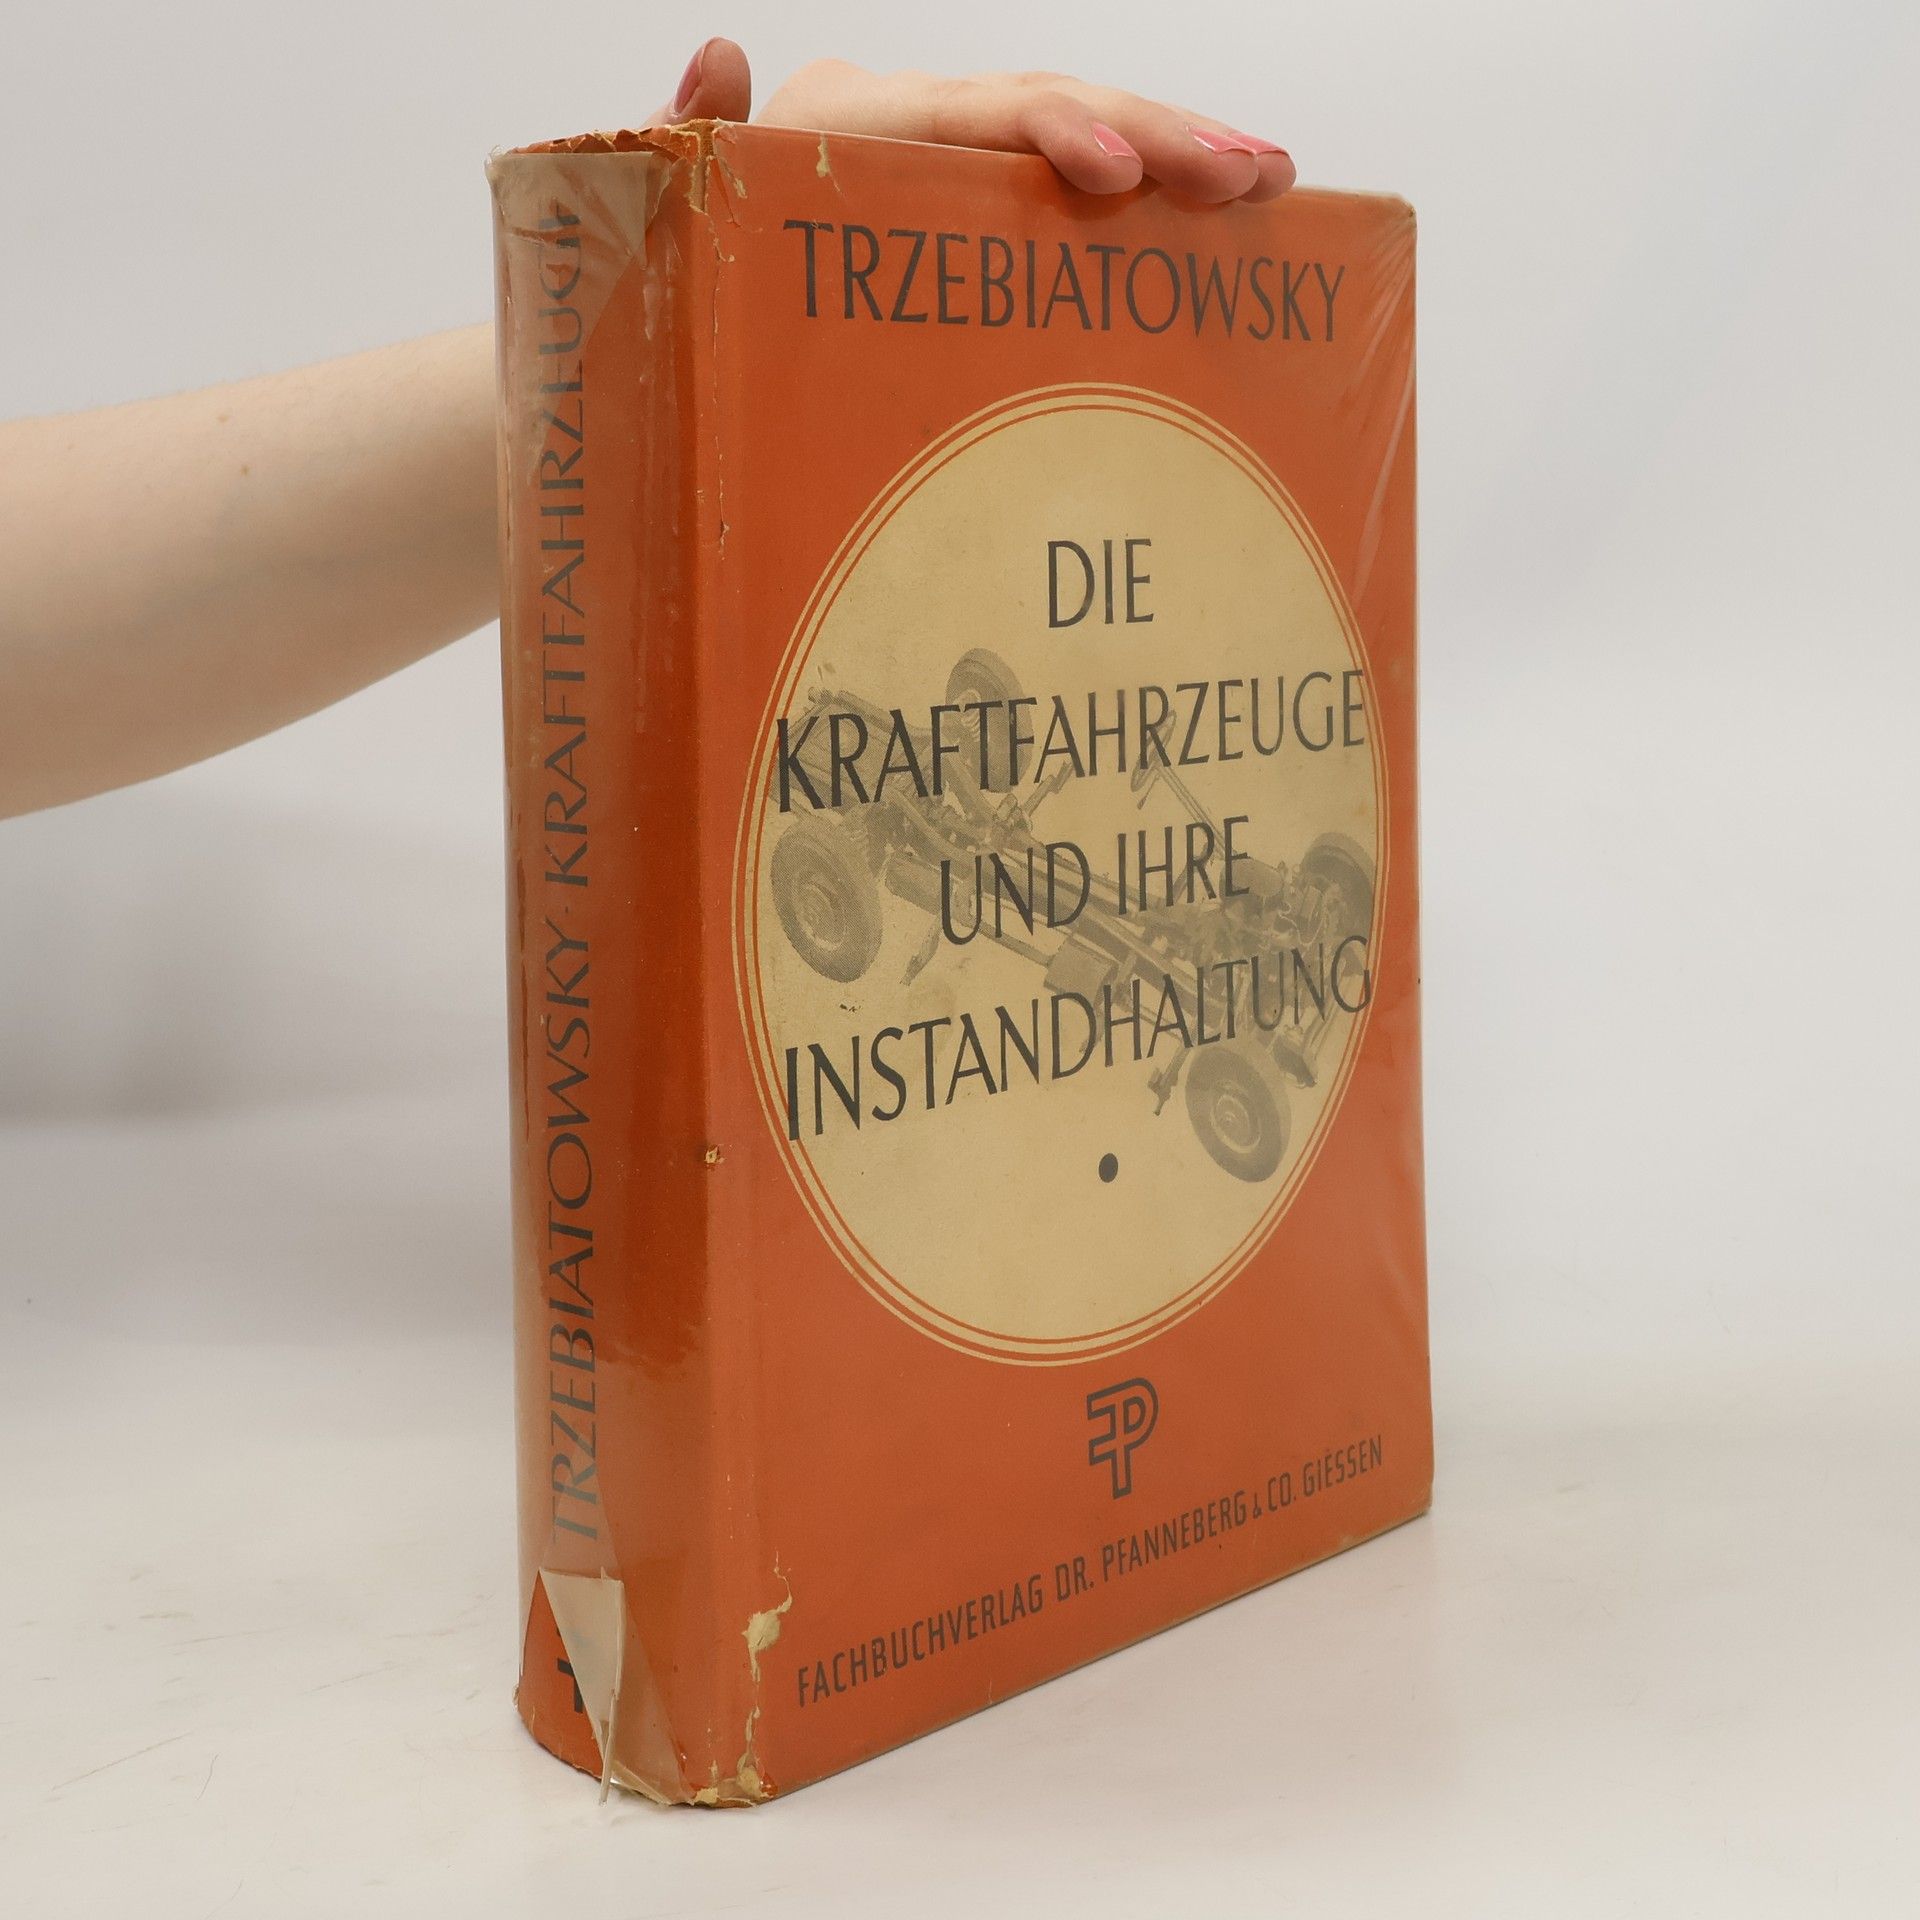 TRZEBIATOWSKY
DIE
KRAFTFAHRZEUGE
UND IHRE
INSTANDHALTUNG
FP
FACHBUCHVERLAG DR. PFANNEBERG & CO. GIESSEN
TRZEBIATOWSKY · KRAFTFAHRZEUGE